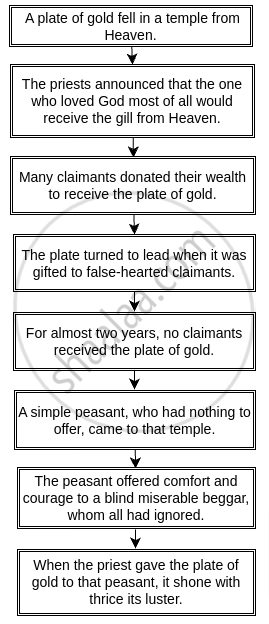 A plate of gold fell in a temple from
Heaven.
The priests announced that the one
who loved God most of all would
receive the gill from Heaven.
Many claimants donated their wealth
to receive the plate of gold.
The plate turned to lead when it was
gifted to false-hearted claimants.
For almost two years, no claimants
received the plate of gold.
A simple peasant, who had nothing to
offer, came to that temple.
The peasant offered comfort and
courage to a blind miserable beggar,
whom all had ignored.
When the priest gave the plate of
gold to that peasant, it shone with
thrice its luster.
shaalaa.com